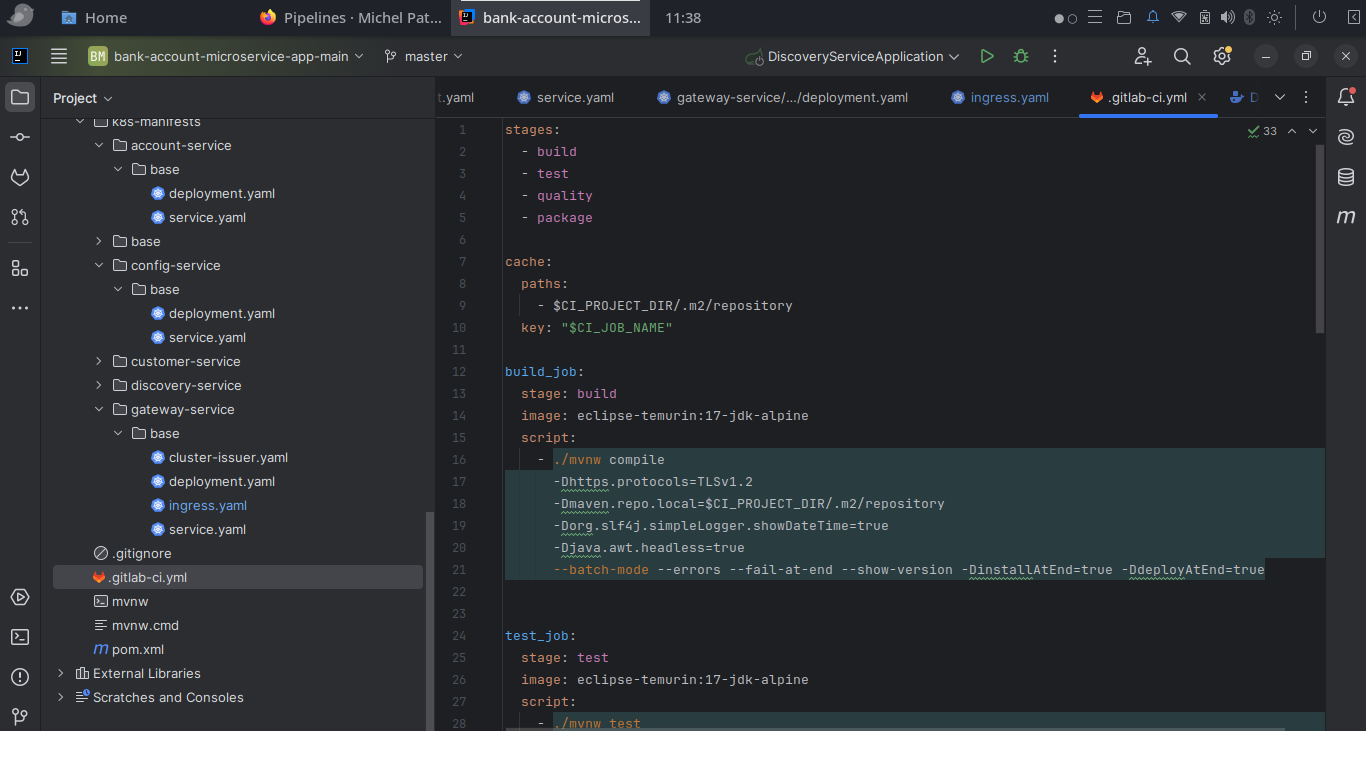 Home
Pipelines · Michel Pat...
bank-account-micros...
11:38
BM bank-account-microservice-app-main
master
DiscoveryServiceApplication
Project
t.yaml
service.yaml
gateway-service/.../deployment.yaml
ingress.yaml
.gitlab-ci.yml
D
k8s-manifests
account-service
base
deployment.yaml
service.yaml
base
config-service
base
deployment.yaml
service.yaml
customer-service
discovery-service
gateway-service
base
cluster-issuer.yaml
deployment.yaml
ingress.yaml
service.yaml
.gitignore
.gitlab-ci.yml
mvnw
mvnw.cmd
m pom.xml
External Libraries
Scratches and Consoles
33
1 stages:
2 - build
3 - test
4 - quality
5 - package
6
7 cache:
8 paths:
9 - $CI_PROJECT_DIR/.m2/repository
10 key: "$CI_JOB_NAME"
11
12 build_job:
13 stage: build
14 image: eclipse-temurin:17-jdk-alpine
15 script:
16 - ./mvnw compile
17 -Dhttps.protocols=TLSv1.2
18 -Dmaven.repo.local=$CI_PROJECT_DIR/.m2/repository
19 -Dorg.slf4j.simpleLogger.showDateTime=true
20 -Djava.awt.headless=true
21 --batch-mode --errors --fail-at-end --show-version -DinstallAtEnd=true -DdeployAtEnd=true
22
23
24 test_job:
25 stage: test
26 image: eclipse-temurin:17-jdk-alpine
27 script:
28 - ./mvnw test
m